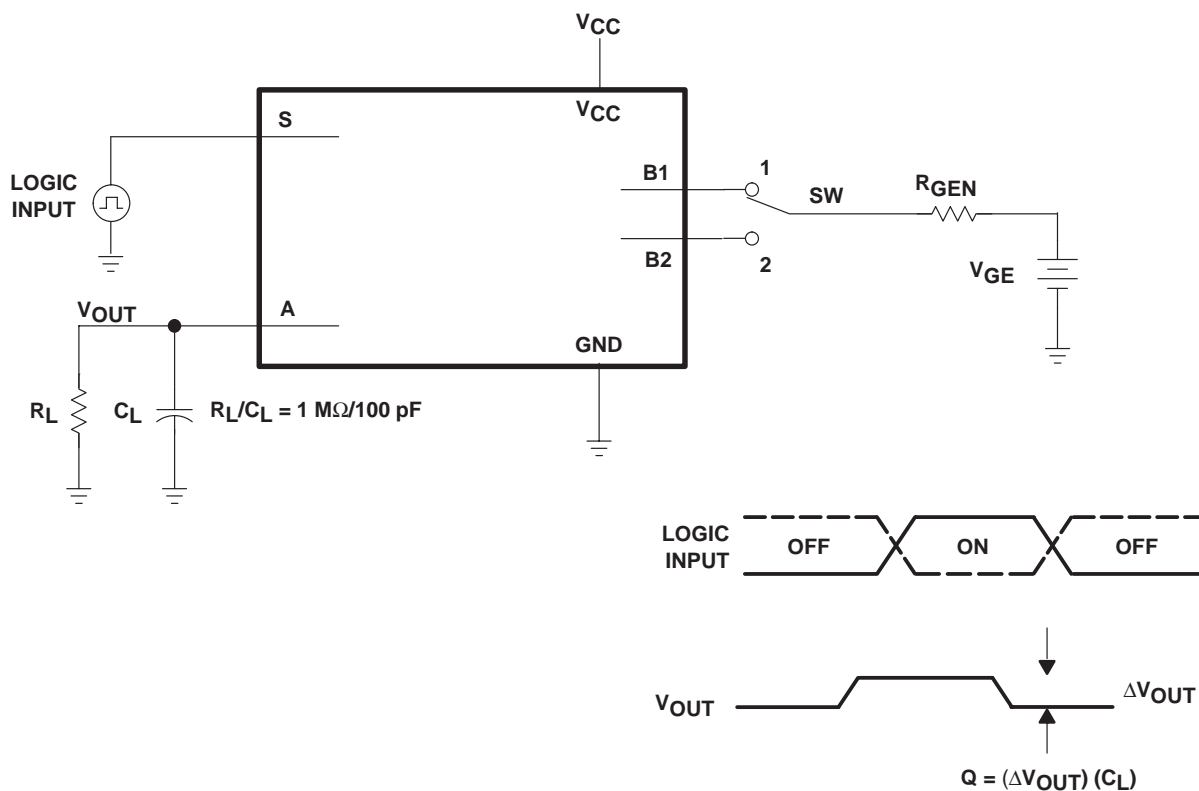 VCC
VCC
S
B1
1
SW
RGEN
LOGIC
INPUT
B2
2
VGE
VOUT
A
GND
RL
CL
RL/CL = 1 MΩ/100 pF
LOGIC
INPUT
OFF
ON
OFF
VOUT
ΔVOUT
Q = (ΔVOUT) (CL)